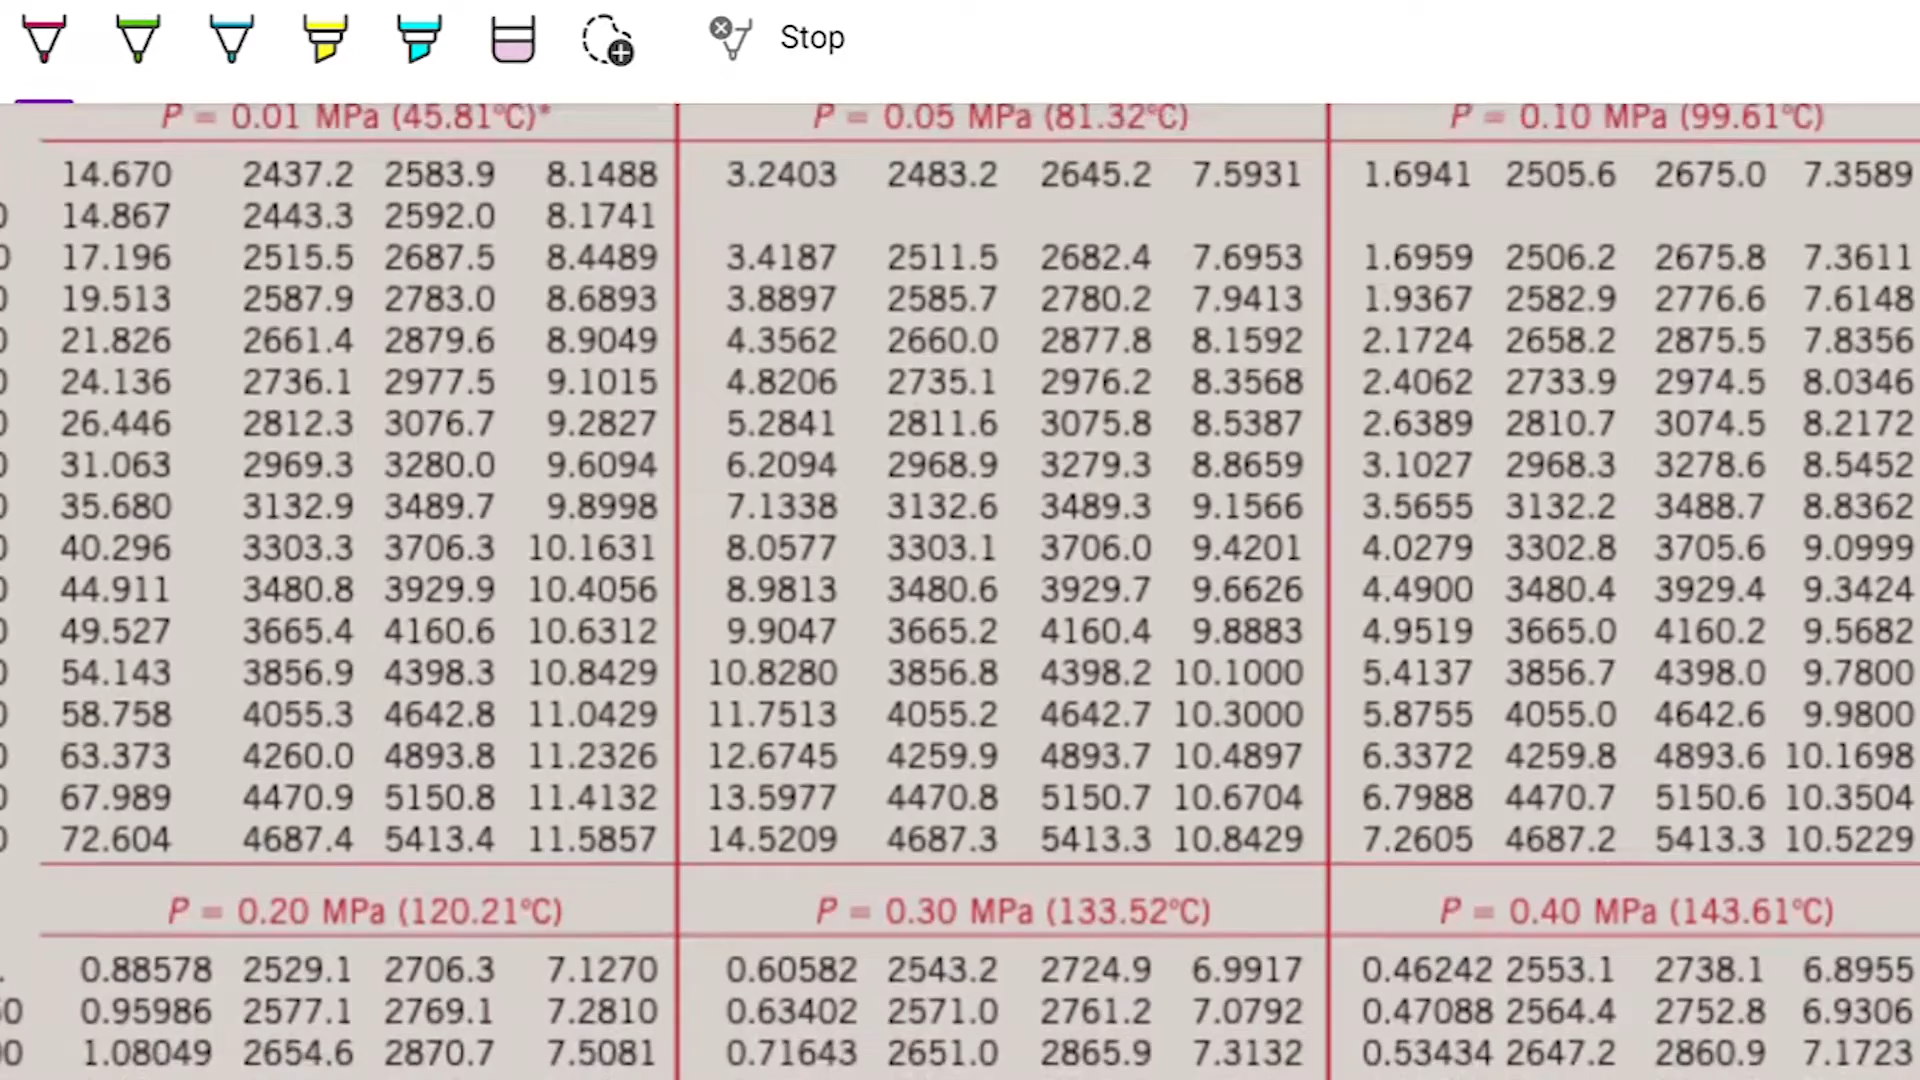 Stop
P = 0.01 MPa (45.81°C)* P = 0.05 MPa (81.32°C) P = 0.10 MPa (99.61°C)
14.670 2437.2 2583.9 8.1488 3.2403 2483.2 2645.2 7.5931 1.6941 2505.6 2675.0 7.3589
0 14.867 2443.3 2592.0 8.1741
0 17.196 2515.5 2687.5 8.4489 3.4187 2511.5 2682.4 7.6953 1.6959 2506.2 2675.8 7.3611
0 19.513 2587.9 2783.0 8.6893 3.8897 2585.7 2780.2 7.9413 1.9367 2582.9 2776.6 7.6148
0 21.826 2661.4 2879.6 8.9049 4.3562 2660.0 2877.8 8.1592 2.1724 2658.2 2875.5 7.8356
0 24.136 2736.1 2977.5 9.1015 4.8206 2735.1 2976.2 8.3568 2.4062 2733.9 2974.5 8.0346
0 26.446 2812.3 3076.7 9.2827 5.2841 2811.6 3075.8 8.5387 2.6389 2810.7 3074.5 8.2172
0 31.063 2969.3 3280.0 9.6094 6.2094 2968.9 3279.3 8.8659 3.1027 2968.3 3278.6 8.5452
0 35.680 3132.9 3489.7 9.8998 7.1338 3132.6 3489.3 9.1566 3.5655 3132.2 3488.7 8.8362
0 40.296 3303.3 3706.3 10.1631 8.0577 3303.1 3706.0 9.4201 4.0279 3302.8 3705.6 9.0999
0 44.911 3480.8 3929.9 10.4056 8.9813 3480.6 3929.7 9.6626 4.4900 3480.4 3929.4 9.3424
0 49.527 3665.4 4160.6 10.6312 9.9047 3665.2 4160.4 9.8883 4.9519 3665.0 4160.2 9.5682
0 54.143 3856.9 4398.3 10.8429 10.8280 3856.8 4398.2 10.1000 5.4137 3856.7 4398.0 9.7800
0 58.758 4055.3 4642.8 11.0429 11.7513 4055.2 4642.7 10.3000 5.8755 4055.0 4642.6 9.9800
0 63.373 4260.0 4893.8 11.2326 12.6745 4259.9 4893.7 10.4897 6.3372 4259.8 4893.6 10.1698
0 67.989 4470.9 5150.8 11.4132 13.5977 4470.8 5150.7 10.6704 6.7988 4470.7 5150.6 10.3504
0 72.604 4687.4 5413.4 11.5857 14.5209 4687.3 5413.3 10.8429 7.2605 4687.2 5413.3 10.5229
P = 0.20 MPa (120.21°C) P = 0.30 MPa (133.52°C) P = 0.40 MPa (143.61°C)
. 0.88578 2529.1 2706.3 7.1270 0.60582 2543.2 2724.9 6.9917 0.46242 2553.1 2738.1 6.8955
50 0.95986 2577.1 2769.1 7.2810 0.63402 2571.0 2761.2 7.0792 0.47088 2564.4 2752.8 6.9306
00 1.08049 2654.6 2870.7 7.5081 0.71643 2651.0 2865.9 7.3132 0.53434 2647.2 2860.9 7.1723